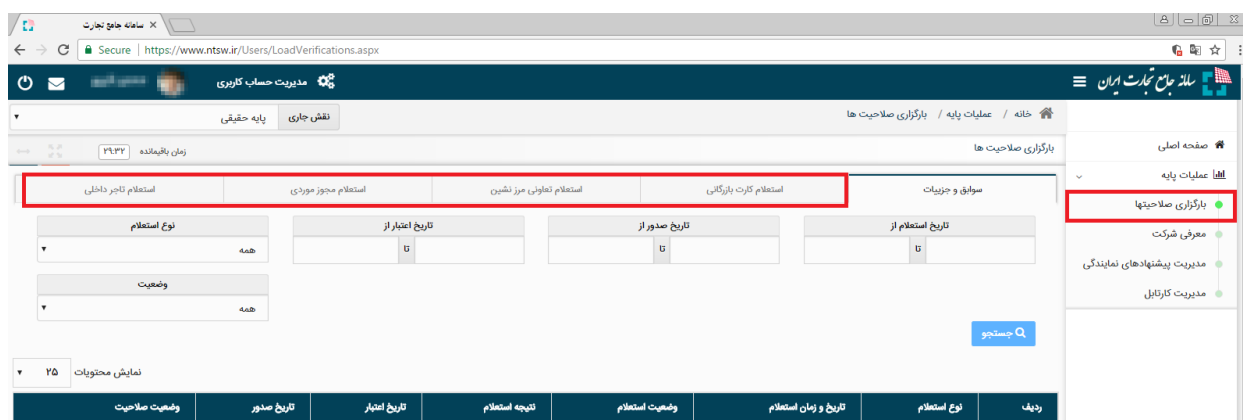 سامانه جامع تجارت
Secure | https://www.ntsw.ir/Users/LoadVerifications.aspx
سامانه جامع تجارت ایران
مدیریت حساب کاربری
خانه / عملیات پایه / بارگزاری صلاحیت ها
نقش جاری پایه حقیقی
صفحه اصلی
عملیات پایه
بارگزاری صلاحیتها
معرفی شرکت
مدیریت پیشنهادهای نمایندگی
مدیریت کارتابل
بارگزاری صلاحیت ها
زمان باقیمانده ۲۹:۳۲
سوابق و جزییات استعلام کارت بازرگانی استعلام تعاونی مرز نشین استعلام مجوز موردی استعلام تاجر داخلی
تاریخ استعلام از تاریخ صدور از تاریخ اعتبار از نوع استعلام
تا تا تا همه
وضعیت
همه
جستجو
نمایش محتویات ۲۵
ردیف نوع استعلام تاریخ و زمان استعلام وضعیت استعلام نتیجه استعلام تاریخ اعتبار تاریخ صدور وضعیت صلاحیت